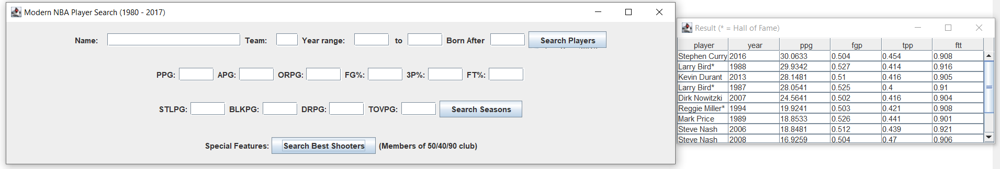 Modern NBA Player Search (1980 - 2017)
Name: Team: Year range: to Born After Search Players
PPG: APG: ORPG: FG%: 3P%: FT%:
STLPG: BLKPG: DRPG: TOVPG: Search Seasons
Special Features: Search Best Shooters (Members of 50/40/90 club)
Result (* = Hall of Fame)
player year ppg fgp tpp ftt
Stephen Curry 2016 30.0633 0.504 0.454 0.908
Larry Bird* 1988 29.9342 0.527 0.414 0.916
Kevin Durant 2013 28.1481 0.51 0.416 0.905
Larry Bird* 1987 28.0541 0.525 0.4 0.91
Dirk Nowitzki 2007 24.5641 0.502 0.416 0.904
Reggie Miller* 1994 19.9241 0.503 0.421 0.908
Mark Price 1989 18.8533 0.526 0.441 0.901
Steve Nash 2006 18.8481 0.512 0.439 0.921
Steve Nash 2008 16.9259 0.504 0.47 0.906